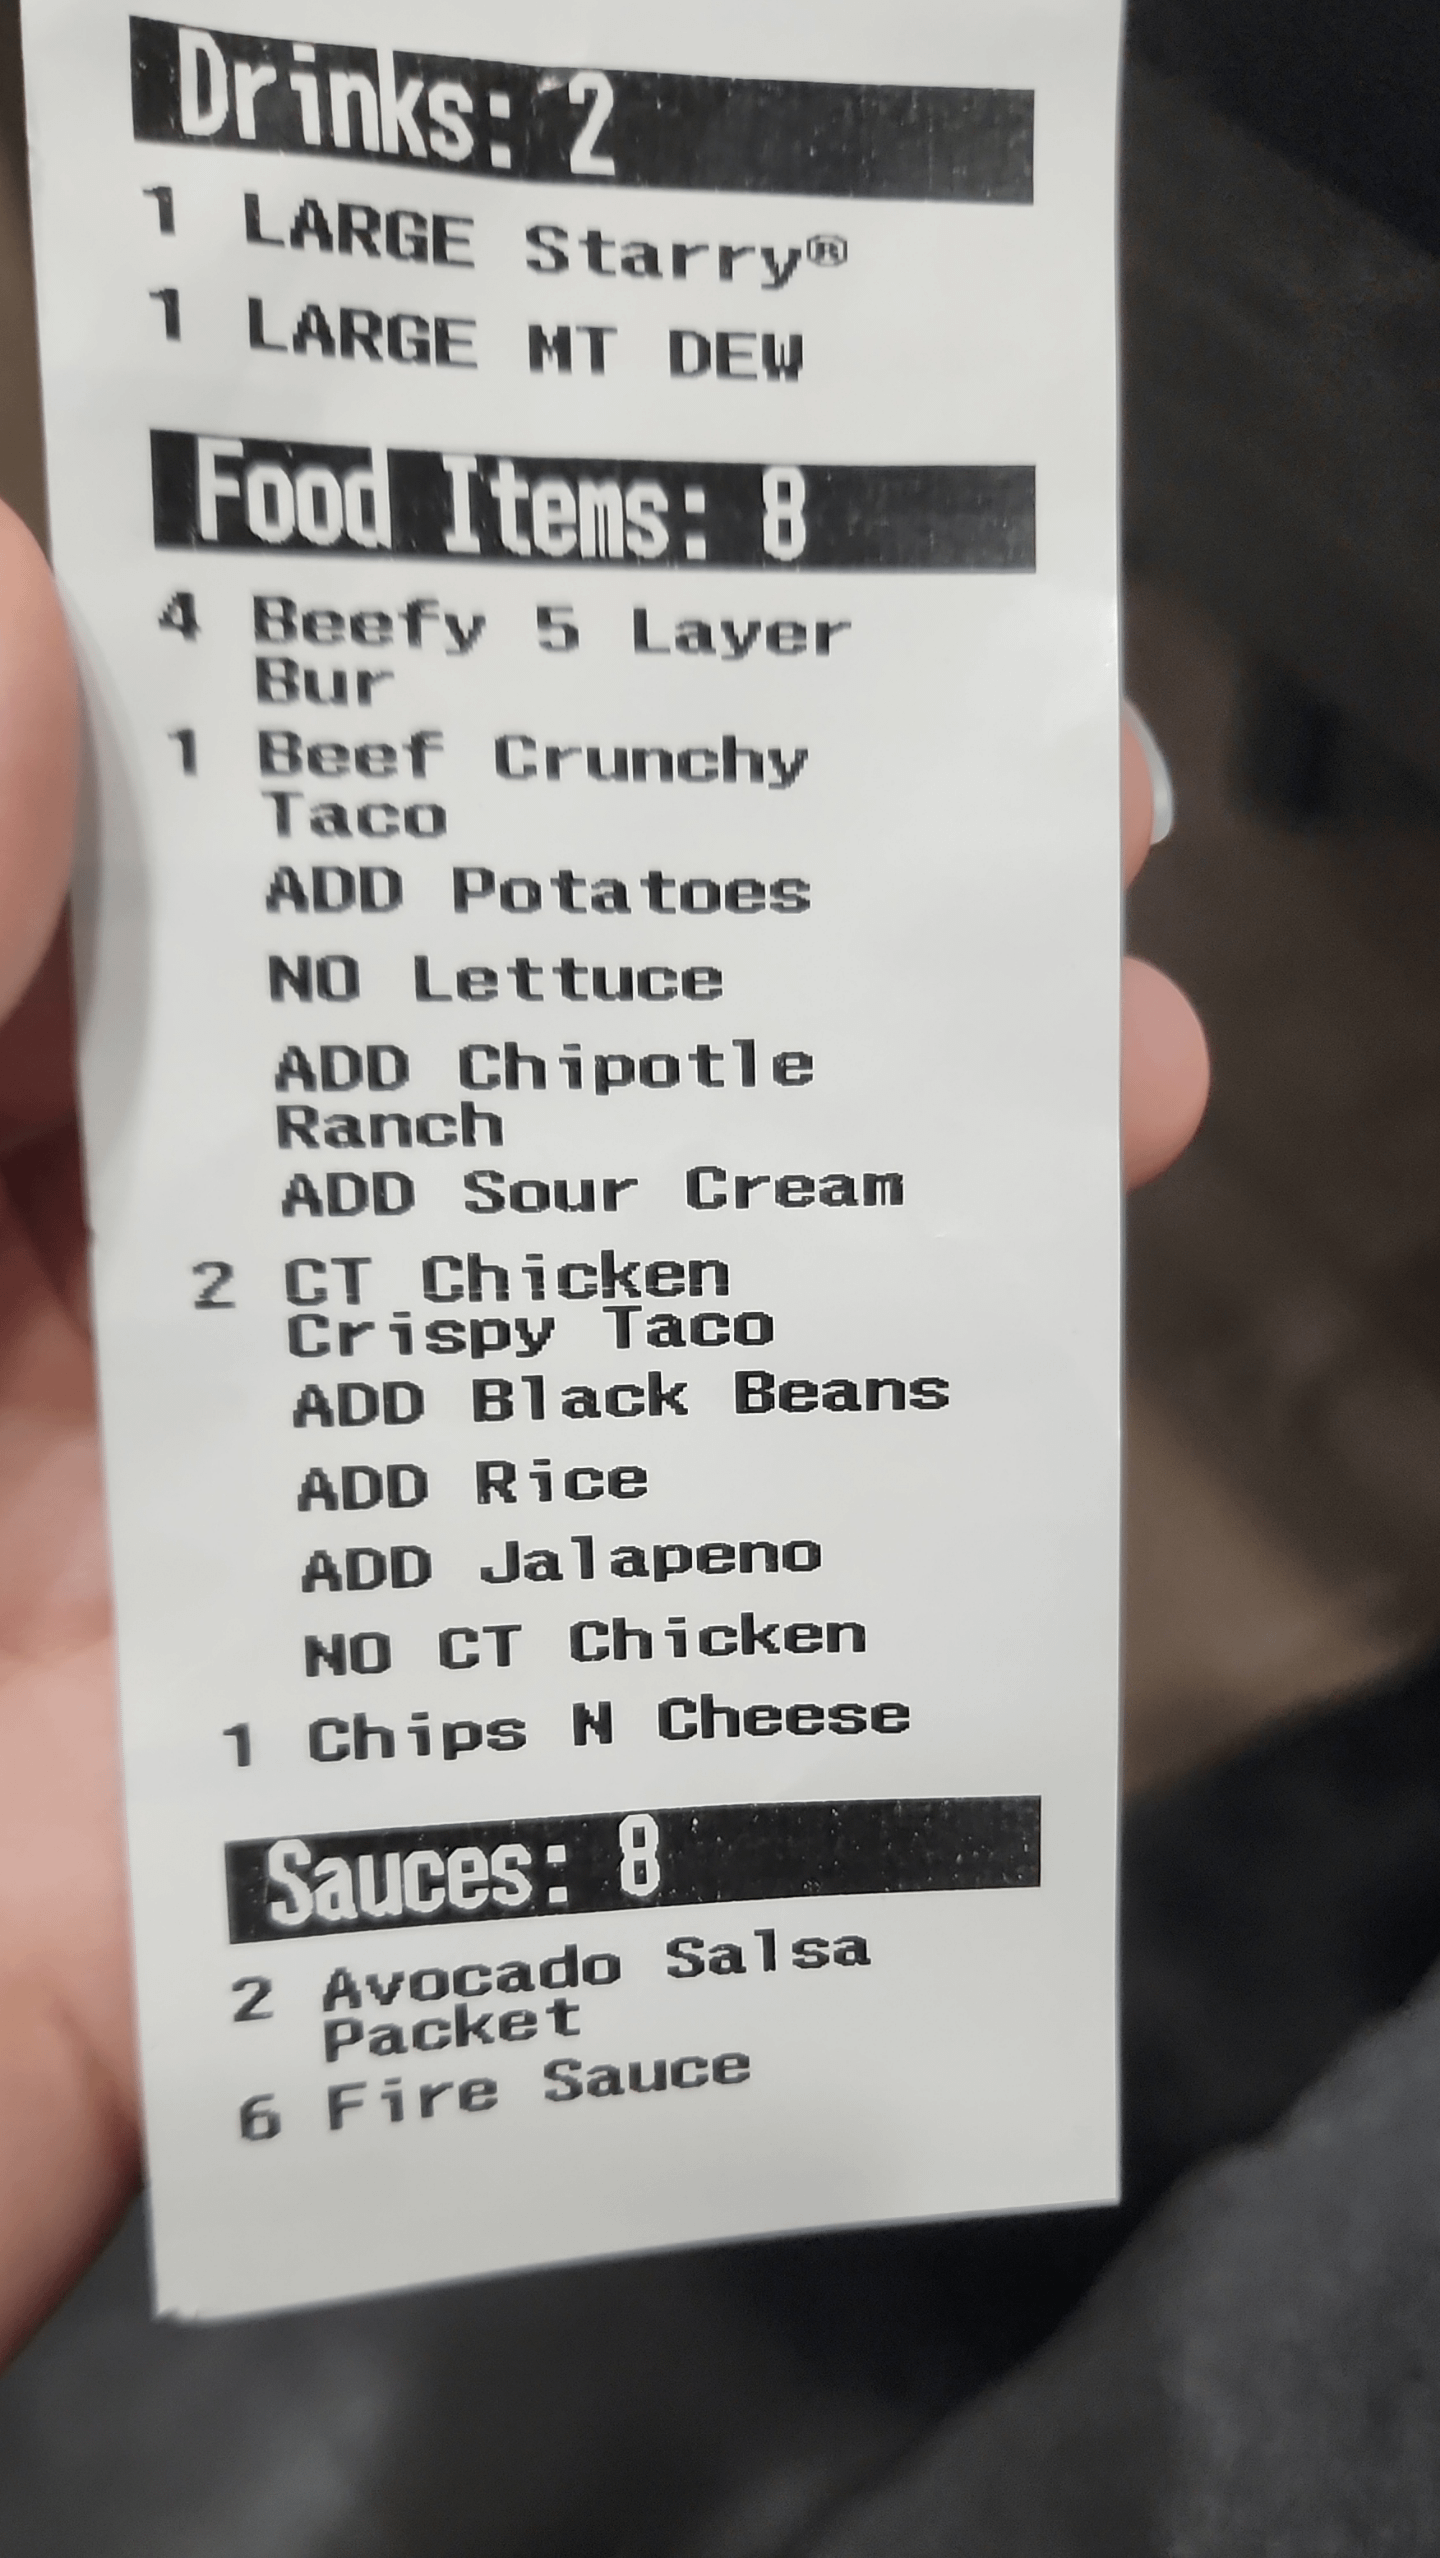 Drinks: 2
1 LARGE Starry®
1 LARGE MT DEW
Food Items: 8
4 Beefy 5 Layer
Bur
1 Beef Crunchy
Taco
ADD Potatoes
NO Lettuce
ADD Chipotle
Ranch
ADD Sour Cream
2 CT Chicken
Crispy Taco
ADD Black Beans
ADD Rice
ADD Jalapeno
NO CT Chicken
1 Chips N Cheese
Sauces: 8
2 Avocado Salsa
Packet
6 Fire Sauce